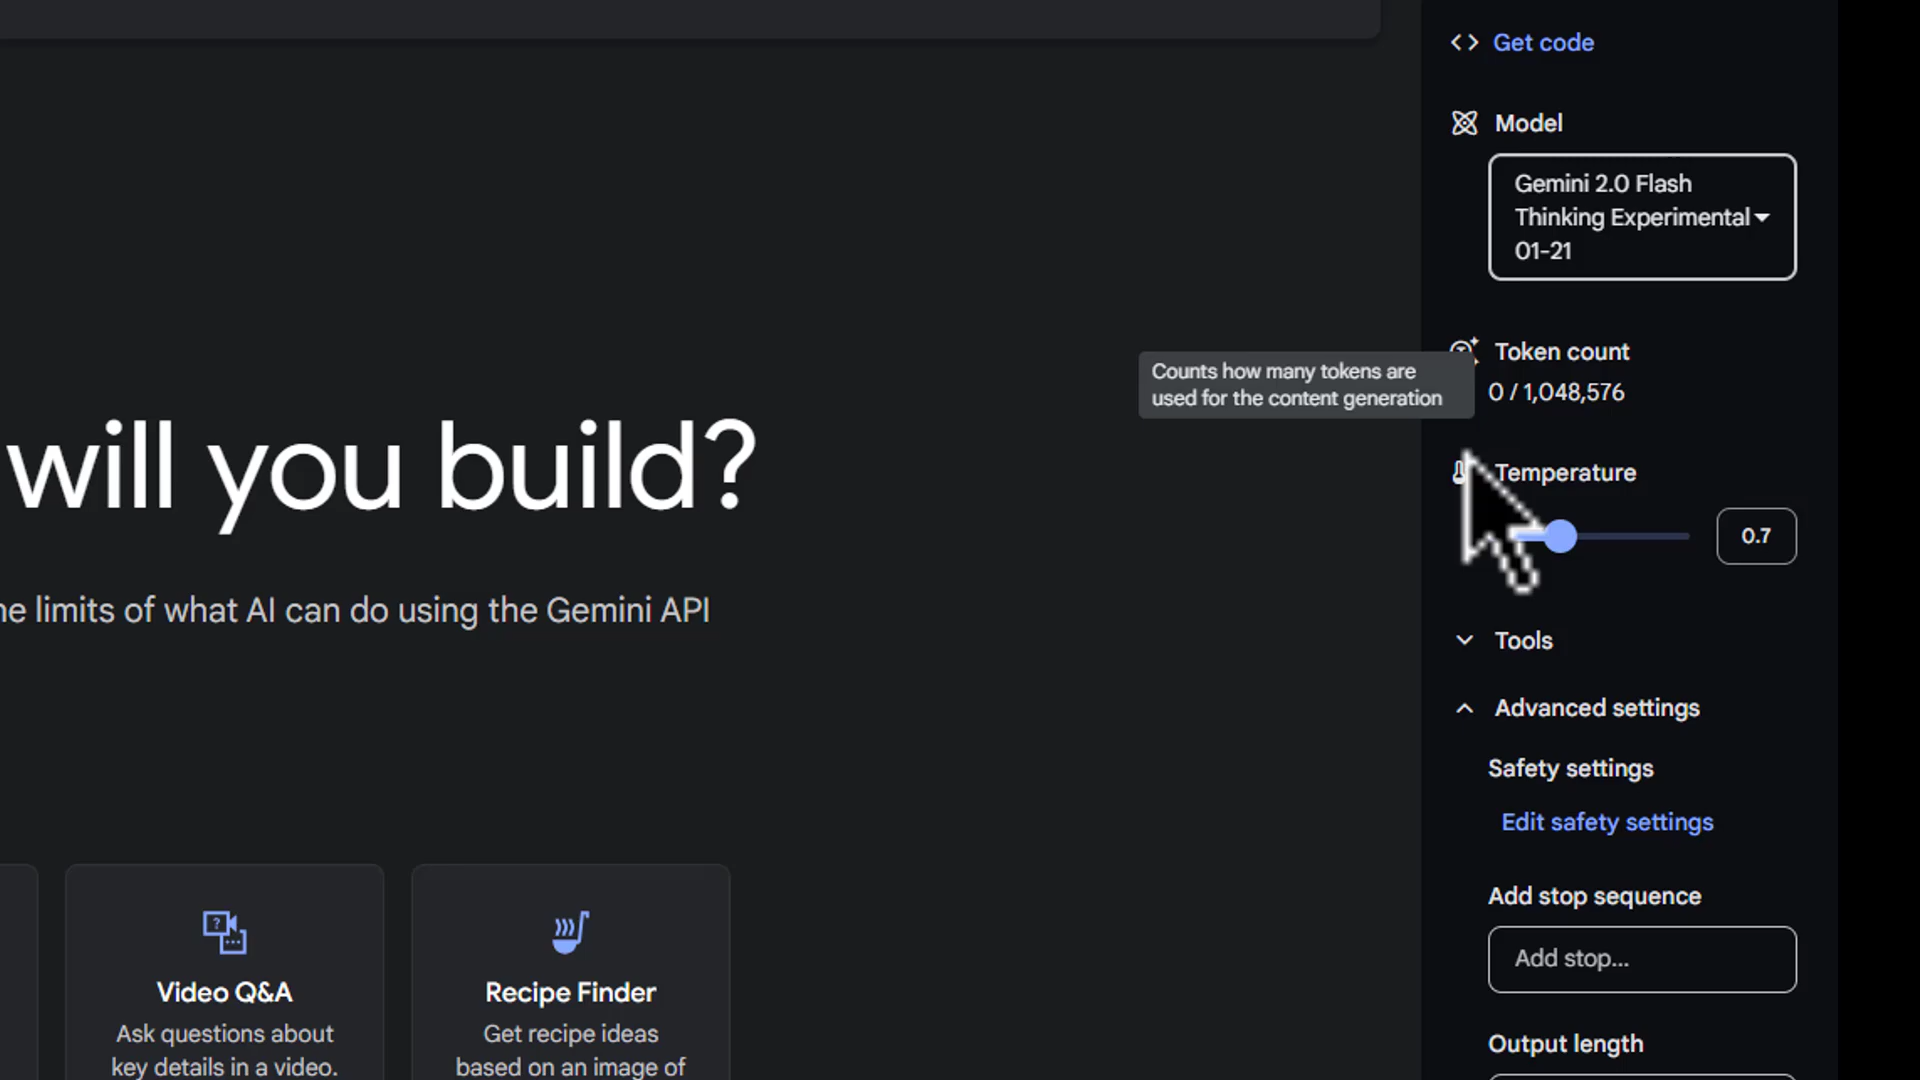 Get code
Model
Gemini 2.0 Flash
Thinking Experimental
01-21
Token count
0 / 1,048,576
Counts how many tokens are
used for the content generation
Temperature
0.7
Tools
Advanced settings
Safety settings
Edit safety settings
Add stop sequence
Add stop...
Output length
will you build?
limits of what AI can do using the Gemini API
Video Q&A
Ask questions about
key details in a video.
Recipe Finder
Get recipe ideas
based on an image of